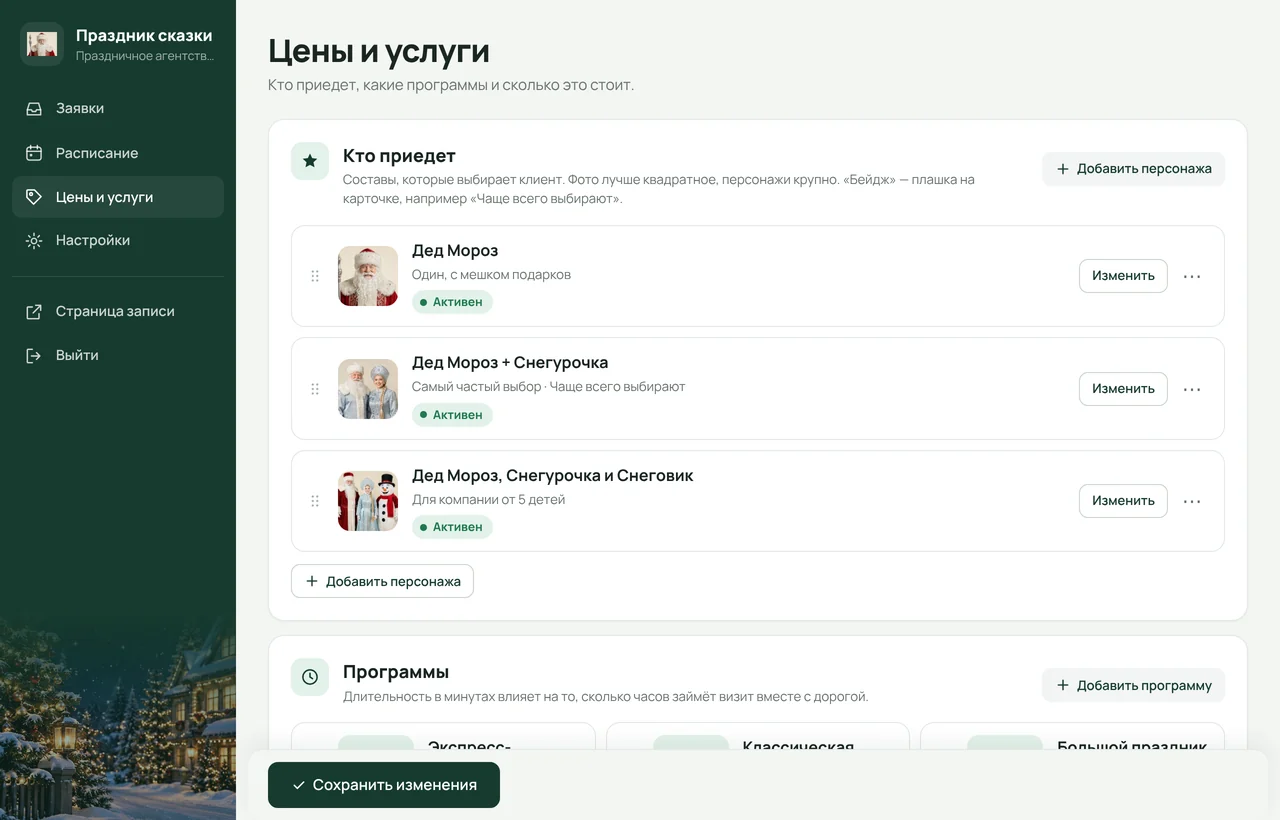 Праздник сказки
Праздничное агентств...
Заявки
Расписание
Цены и услуги
Настройки
Страница записи
Выйти
Цены и услуги
Кто приедет, какие программы и сколько это стоит.
Кто приедет
Составы, которые выбирает клиент. Фото лучше квадратное, персонажи крупно. «Бейдж» — плашка на
карточке, например «Чаще всего выбирают».
+ Добавить персонажа
Дед Мороз
Один, с мешком подарков
Активен
Изменить
Дед Мороз + Снегурочка
Самый частый выбор · Чаще всего выбирают
Активен
Изменить
Дед Мороз, Снегурочка и Снеговик
Для компании от 5 детей
Активен
Изменить
+ Добавить персонажа
Программы
Длительность в минутах влияет на то, сколько часов займёт визит вместе с дорогой.
+ Добавить программу
Экспресс-
Классическая
Большой праздник
Сохранить изменения